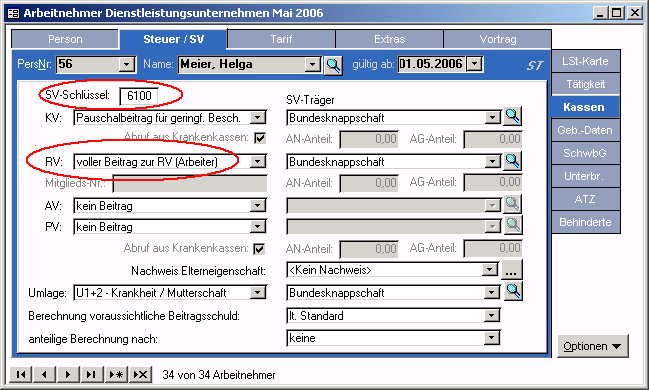 Arbeitnehmer Dienstleistungsunternehmen Mai 2006
Person Steuer / SV Tarif Extras Vortrag
PersNr: 56 Name: Meier, Helga gültig ab: 01.05.2006 ST
LSt-Karte
Tätigkeit
Kassen
Geb.-Daten
SchwbG
Unterbr.
ATZ
Behinderte
SV-Schlüssel: 6100 SV-Träger
KV: Pauschalbeitrag für geringf. Besch. Bundesknappschaft
Abruf aus Krankenkassen: AN-Anteil: 0,00 AG-Anteil: 0,00
RV: voller Beitrag zur RV (Arbeiter) Bundesknappschaft
Mitglieds-Nr.: AN-Anteil: 0,00 AG-Anteil: 0,00
AV: kein Beitrag
PV: kein Beitrag
Abruf aus Krankenkassen: AN-Anteil: 0,00 AG-Anteil: 0,00
Nachweis Elterneigenschaft: <Kein Nachweis> ...
Umlage: U1+2 - Krankheit / Mutterschaft Bundesknappschaft
Berechnung voraussichtliche Beitragsschuld: lt. Standard
anteilige Berechnung nach: keine
Optionen
34 von 34 Arbeitnehmer